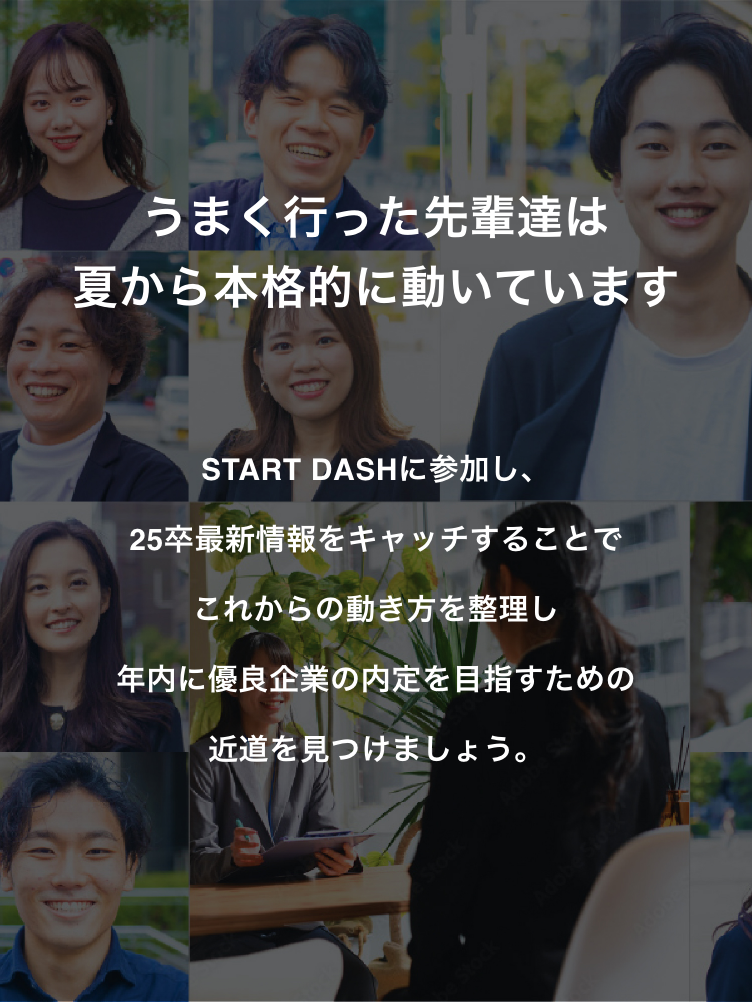 うまく行った先輩達は
夏から本格的に動いています
START DASHに参加し、
25卒最新情報をキャッチすることで
これからの動き方を整理し
年内に優良企業の内定を目指すための
近道を見つけましょう。